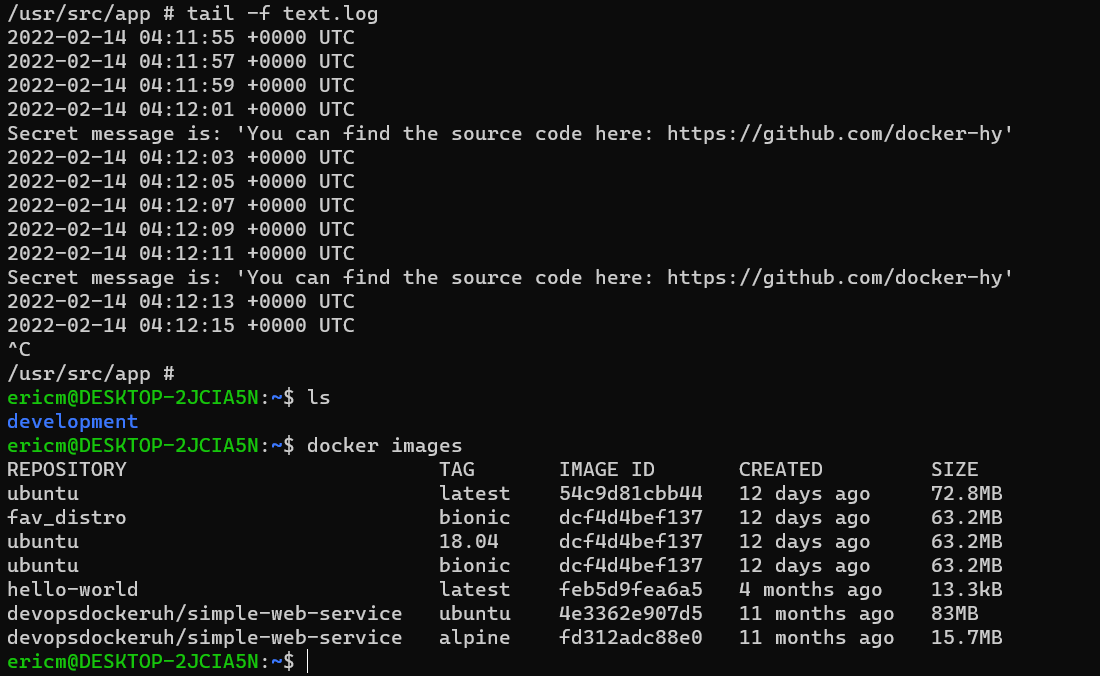 /usr/src/app # tail -f text.log
2022-02-14 04:11:55 +0000 UTC
2022-02-14 04:11:57 +0000 UTC
2022-02-14 04:11:59 +0000 UTC
2022-02-14 04:12:01 +0000 UTC
Secret message is: 'You can find the source code here: https://github.com/docker-hy'
2022-02-14 04:12:03 +0000 UTC
2022-02-14 04:12:05 +0000 UTC
2022-02-14 04:12:07 +0000 UTC
2022-02-14 04:12:09 +0000 UTC
2022-02-14 04:12:11 +0000 UTC
Secret message is: 'You can find the source code here: https://github.com/docker-hy'
2022-02-14 04:12:13 +0000 UTC
2022-02-14 04:12:15 +0000 UTC
^C
/usr/src/app #
ericm@DESKTOP-2JCIA5N:~$ ls
development
ericm@DESKTOP-2JCIA5N:~$ docker images
REPOSITORY                          TAG       IMAGE ID       CREATED         SIZE
ubuntu                              latest    54c9d81cbb44   12 days ago     72.8MB
fav_distro                          bionic    dcf4d4bef137   12 days ago     63.2MB
ubuntu                              18.04     dcf4d4bef137   12 days ago     63.2MB
ubuntu                              bionic    dcf4d4bef137   12 days ago     63.2MB
hello-world                         latest    feb5d9fea6a5   4 months ago    13.3kB
devopsdockeruh/simple-web-service   ubuntu    4e3362e907d5   11 months ago   83MB
devopsdockeruh/simple-web-service   alpine    fd312adc88e0   11 months ago   15.7MB
ericm@DESKTOP-2JCIA5N:~$